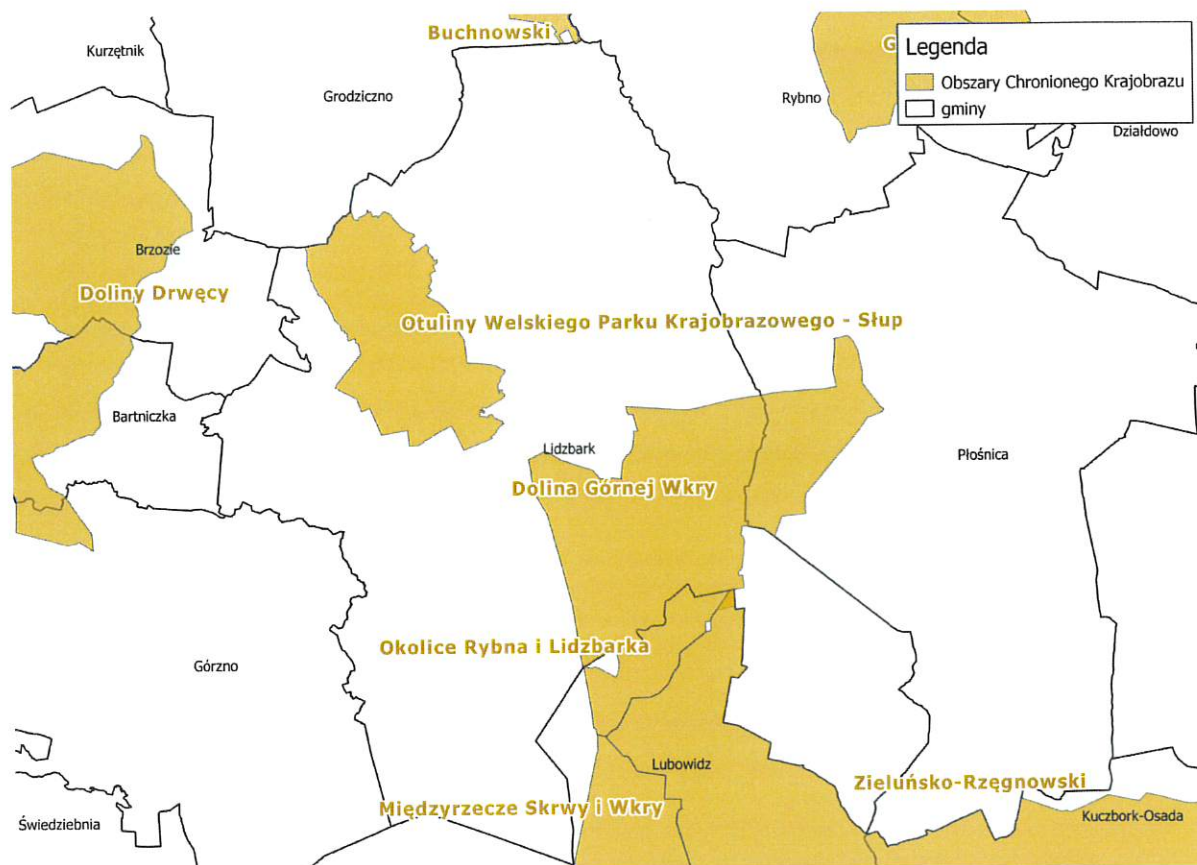 Buchnowski
Kurzętnik
G
Legenda
Obszary Chronionego Krajobrazu
gminy
Grodziczno
Rybno
Działdowo
Brzozie
Doliny Drwęcy
Otuliny Welskiego Parku Krajobrazowego - Słup
Bartniczka
Lidzbark
Płośnica
Dolina Górnej Wkry
Okolice Rybna i Lidzbarka
Górzno
Lubowidz
Zieluńsko-Rzęgnowski
Międzyrzecze Skrwy i Wkry
Świedziebnia
Kuczbork-Osada